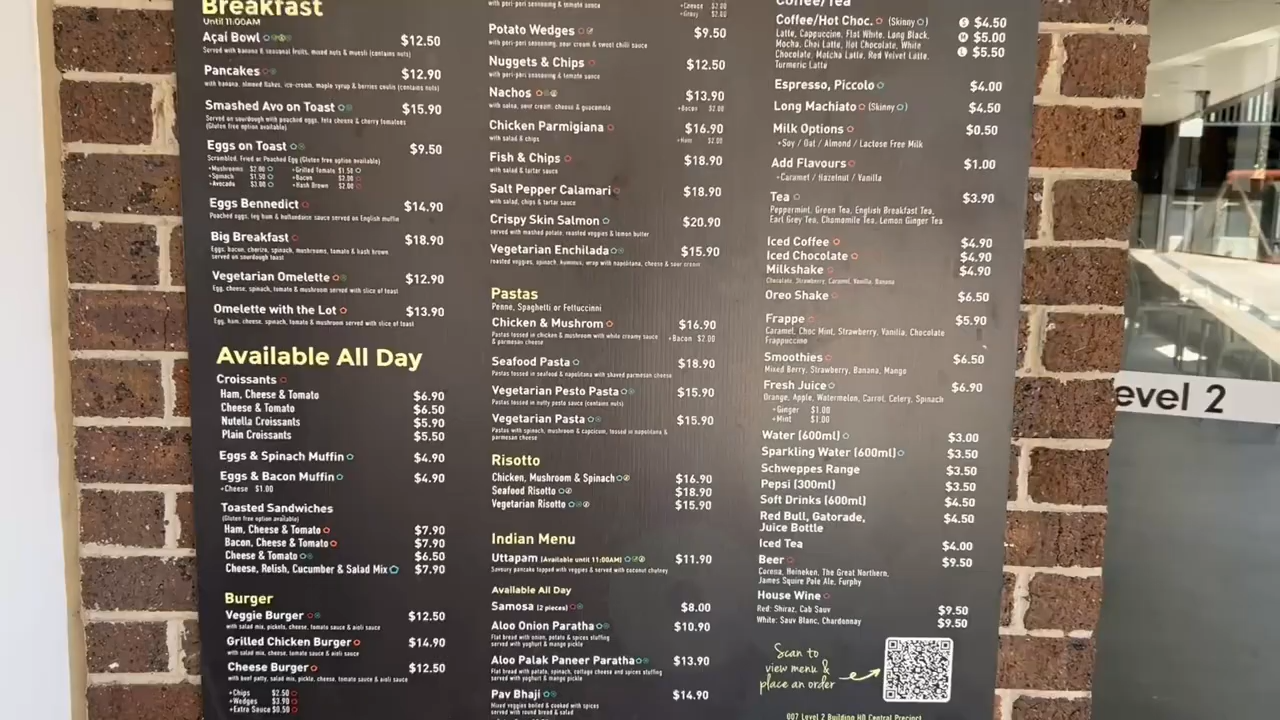 Breakfast
Until 11:00AM
Açai Bowl $12.50
Served with banana & seasonal fruits, mixed nuts & muesli (contains nuts)
Pancakes $12.90
with banana, almond flakes, ice-cream, maple syrup & berries coulis (contains nuts)
Smashed Avo on Toast $15.90
Served on sourdough with poached eggs, feta cheese & cherry tomatoes
(Gluten free option available)
Eggs on Toast $9.50
Scrambled, Fried or Poached Egg (Gluten free option available)
+Mushrooms $2.00 +Grilled Tomato $1.50
+Spinach $1.50 +Bacon $2.00
+Avocado $3.00 +Hash Brown $2.00
Eggs Bennedict $14.90
Poached eggs, leg ham & hollandaise sauce served on English muffin
Big Breakfast $18.90
Eggs, bacon, chorizo, spinach, mushrooms, tomato & hash brown
served on sourdough toast
Vegetarian Omelette $12.90
Egg, cheese, spinach, tomato & mushroom served with slice of toast
Omelette with the Lot $13.90
Egg, ham, cheese, spinach, tomato & mushroom served with slice of toast
Available All Day
Croissants
Ham, Cheese & Tomato $6.90
Cheese & Tomato $6.50
Nutella Croissants $5.90
Plain Croissants $5.50
Eggs & Spinach Muffin $4.90
Eggs & Bacon Muffin $4.90
+Cheese $1.00
Toasted Sandwiches
(Gluten free option available)
Ham, Cheese & Tomato $7.90
Bacon, Cheese & Tomato $7.90
Cheese & Tomato $6.50
Cheese, Relish, Cucumber & Salad Mix $7.90
Burger
Veggie Burger $12.50
with salad mix, pickels, cheese, tomato sauce & aioli sauce
Grilled Chicken Burger $14.90
with salad mix, cheese, tomato sauce & aioli sauce
Cheese Burger $12.50
with beef patty, salad mix, pickle, cheese, tomato sauce & aioli sauce
+Chips $2.50
+Wedges $3.90
+Extra Sauce $0.50
with peri-peri seasoning & tomato sauce
+Cheese $2.00
+Gravy $2.00
Potato Wedges $9.50
with peri-peri seasoning, sour cream & sweet chilli sauce
Nuggets & Chips $12.50
with peri-peri seasoning & tomato sauce
Nachos $13.90
with salsa, sour cream, cheese & guacamole +Bacon $2.00
Chicken Parmigiana $16.90
with salad & chips +Ham $2.00
Fish & Chips $18.90
with salad & tartar sauce
Salt Pepper Calamari $18.90
with salad, chips & tartar sauce
Crispy Skin Salmon $20.90
served with mashed potato, roasted veggies & lemon butter
Vegetarian Enchilada $15.90
roasted veggies, spinach, hummus, wrap with napolitana, cheese & sour cream
Pastas
Penne, Spaghetti or Fettuccinni
Chicken & Mushrom $16.90
Pastas tossed in chicken & mushroom with white creamy sauce +Bacon $2.00
& parmesan cheese
Seafood Pasta $18.90
Pastas tossed in seafood & napolitana with shaved parmesan cheese
Vegetarian Pesto Pasta $15.90
Pastas tossed in nutty pesto sauce (contains nuts)
Vegetarian Pasta $15.90
Pastas with spinach, mushroom & capcicum, tossed in napolitana &
parmesan cheese
Risotto
Chicken, Mushroom & Spinach $16.90
Seafood Risotto $18.90
Vegetarian Risotto $15.90
Indian Menu
Uttapam (Available until 11:00AM) $11.90
Savoury pancake topped with veggies & served with coconut chutney
Available All Day
Samosa (2 pieces) $8.00
Aloo Onion Paratha $10.90
Flat bread with onion, potato & spices stuffing
served with yoghurt & mango pickle
Aloo Palak Paneer Paratha $13.90
Flat bread with potato, spinach, cottage cheese and spices stuffing
served with yoghurt & mango pickle
Pav Bhaji $14.90
Mixed veggies boiled & cooked with spices
served with round bread & salad
Coffee/Tea
Coffee/Hot Choc. (Skinny) S $4.50
Latte, Cappuccino, Flat White, Long Black, M $5.00
Mocha, Chai Latte, Hot Chocolate, White L $5.50
Chocolate, Matcha Latte, Red Velvet Latte,
Turmeric Latte
Espresso, Piccolo $4.00
Long Machiato (Skinny) $4.50
Milk Options $0.50
+Soy / Oat / Almond / Lactose Free Milk
Add Flavours $1.00
+Caramel / Hazelnut / Vanilla
Tea $3.90
Peppermint, Green Tea, English Breakfast Tea,
Earl Grey Tea, Chamomile Tea, Lemon Ginger Tea
Iced Coffee $4.90
Iced Chocolate $4.90
Milkshake $4.90
Chocolate, Strawberry, Caramel, Vanilla, Banana
Oreo Shake $6.50
Frappe $5.90
Caramel, Choc Mint, Strawberry, Vanilla, Chocolate
Frappuccino
Smoothies $6.50
Mixed Berry, Strawberry, Banana, Mango
Fresh Juice $6.90
Orange, Apple, Watermelon, Carrot, Celery, Spinach
+Ginger $1.00
+Mint $1.00
Water (600ml) $3.00
Sparkling Water (600ml) $3.50
Schweppes Range $3.50
Pepsi (300ml) $3.50
Soft Drinks (600ml) $4.50
Red Bull, Gatorade, $4.50
Juice Bottle
Iced Tea $4.00
Beer $9.50
Corona, Heineken, The Great Northern,
James Squire Pale Ale, Furphy
House Wine
Red: Shiraz, Cab Sauv $9.50
White: Sauv Blanc, Chardonnay $9.50
Scan to
view menu &
place an order
007 Level 2 Building H0 Central Precinct
evel 2